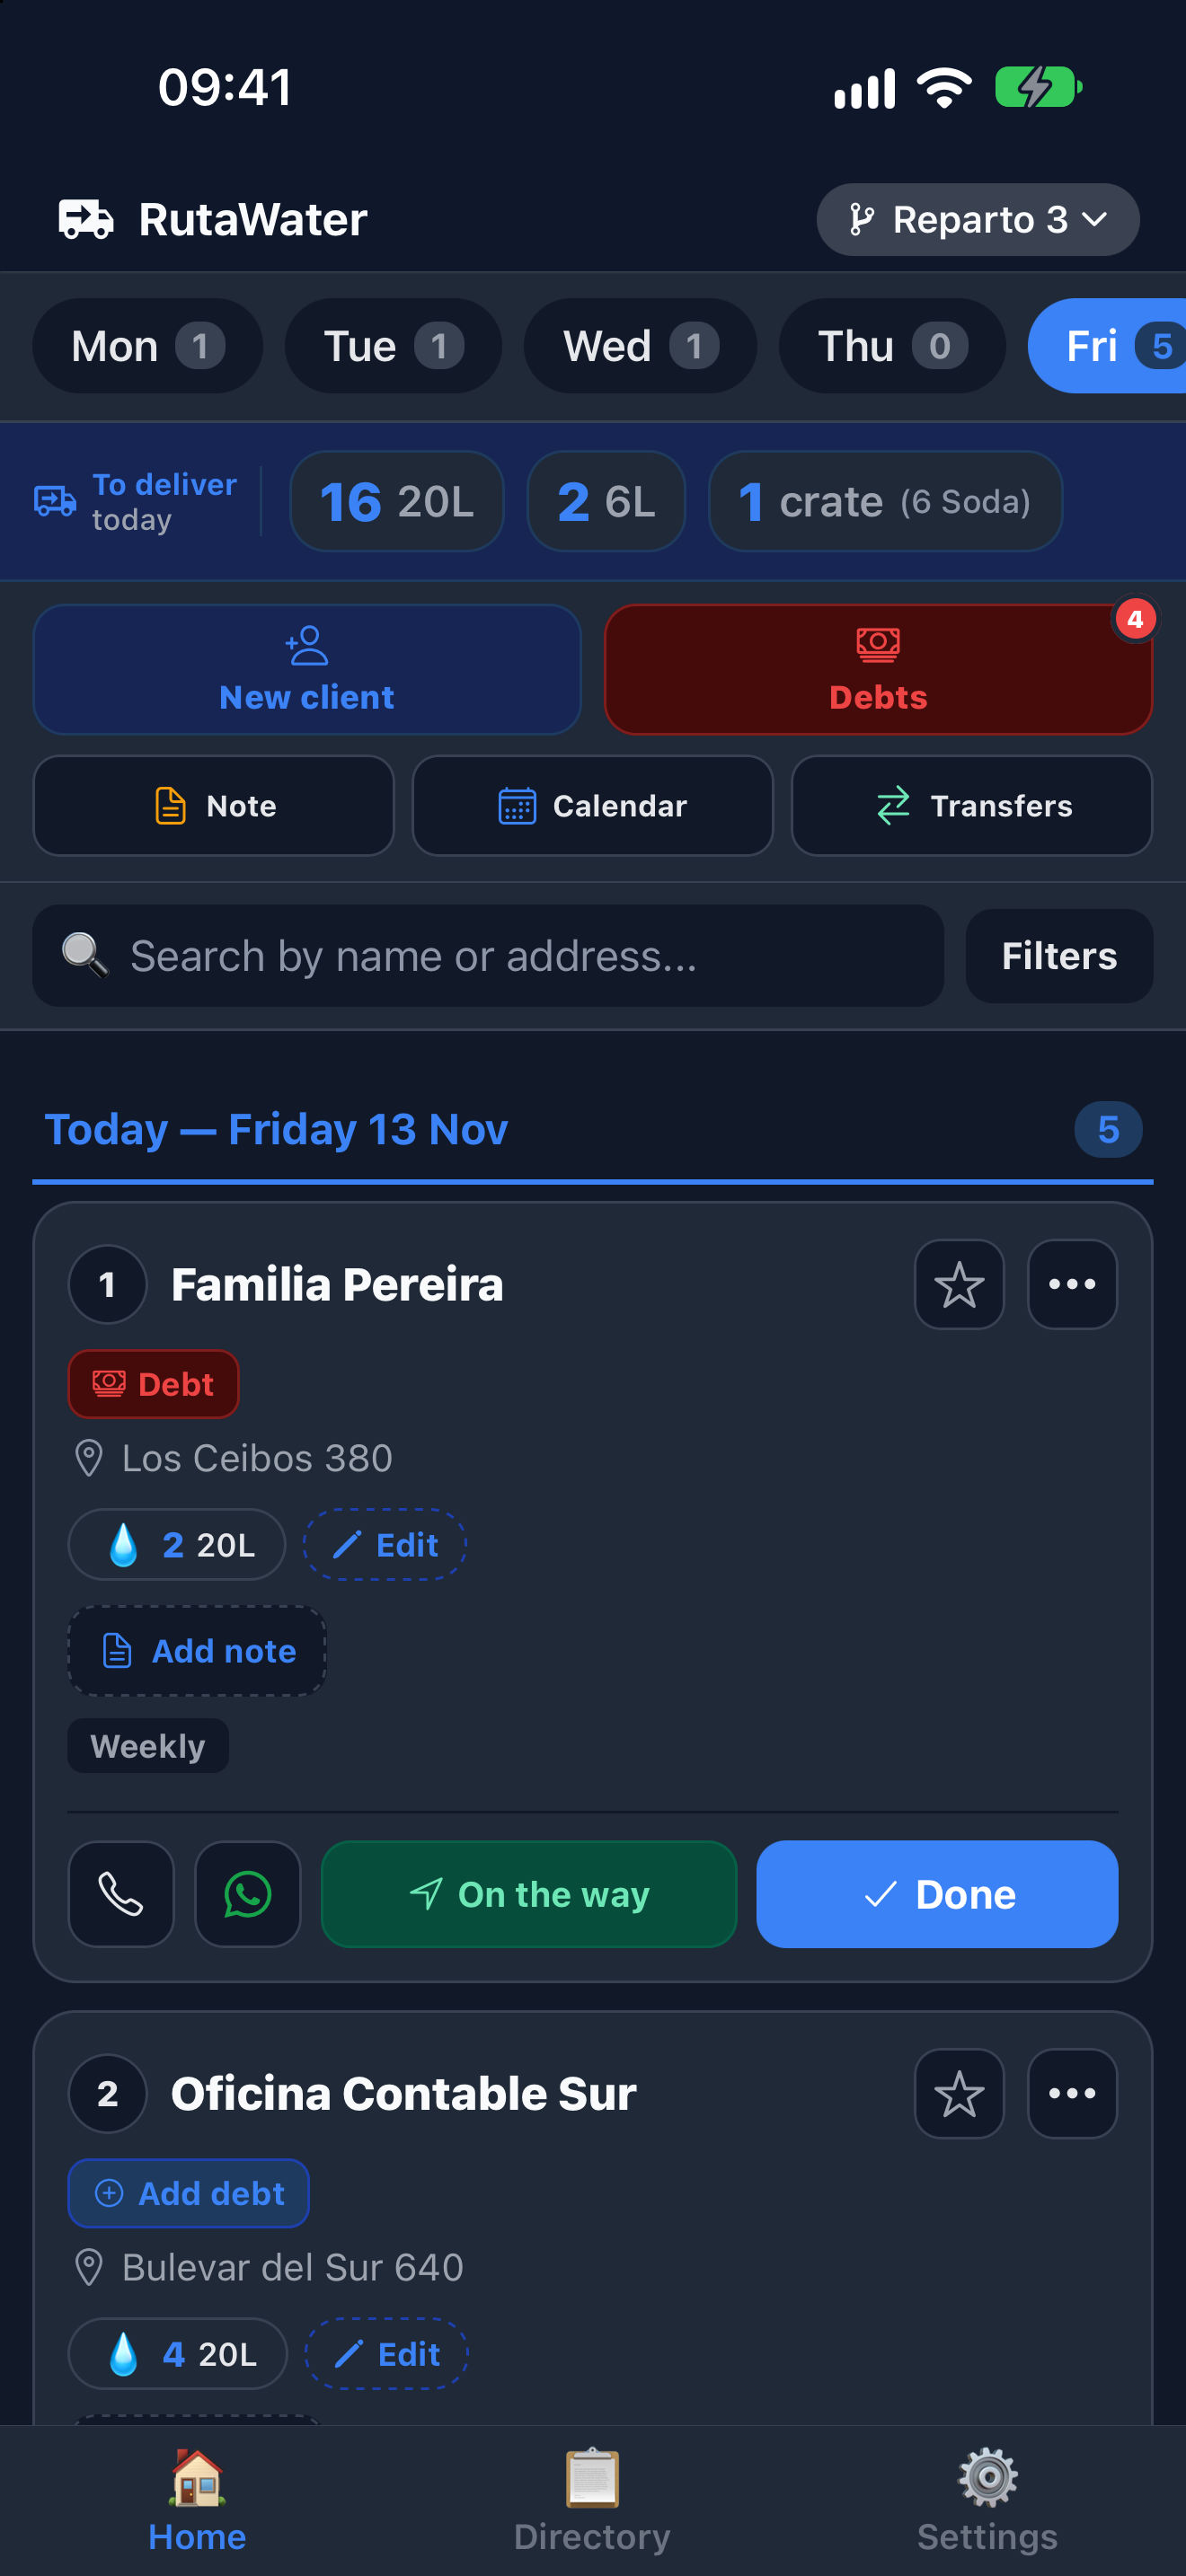 09:41
RutaWater
Reparto 3
Mon 1
Tue 1
Wed 1
Thu 0
Fri 5
To deliver
today
16 20L
2 6L
1 crate (6 Soda)
New client
Debts
4
Note
Calendar
Transfers
Search by name or address...
Filters
Today — Friday 13 Nov
5
1
Familia Pereira
Debt
Los Ceibos 380
2 20L
Edit
Add note
Weekly
On the way
Done
2
Oficina Contable Sur
Add debt
Bulevar del Sur 640
4 20L
Edit
Home
Directory
Settings